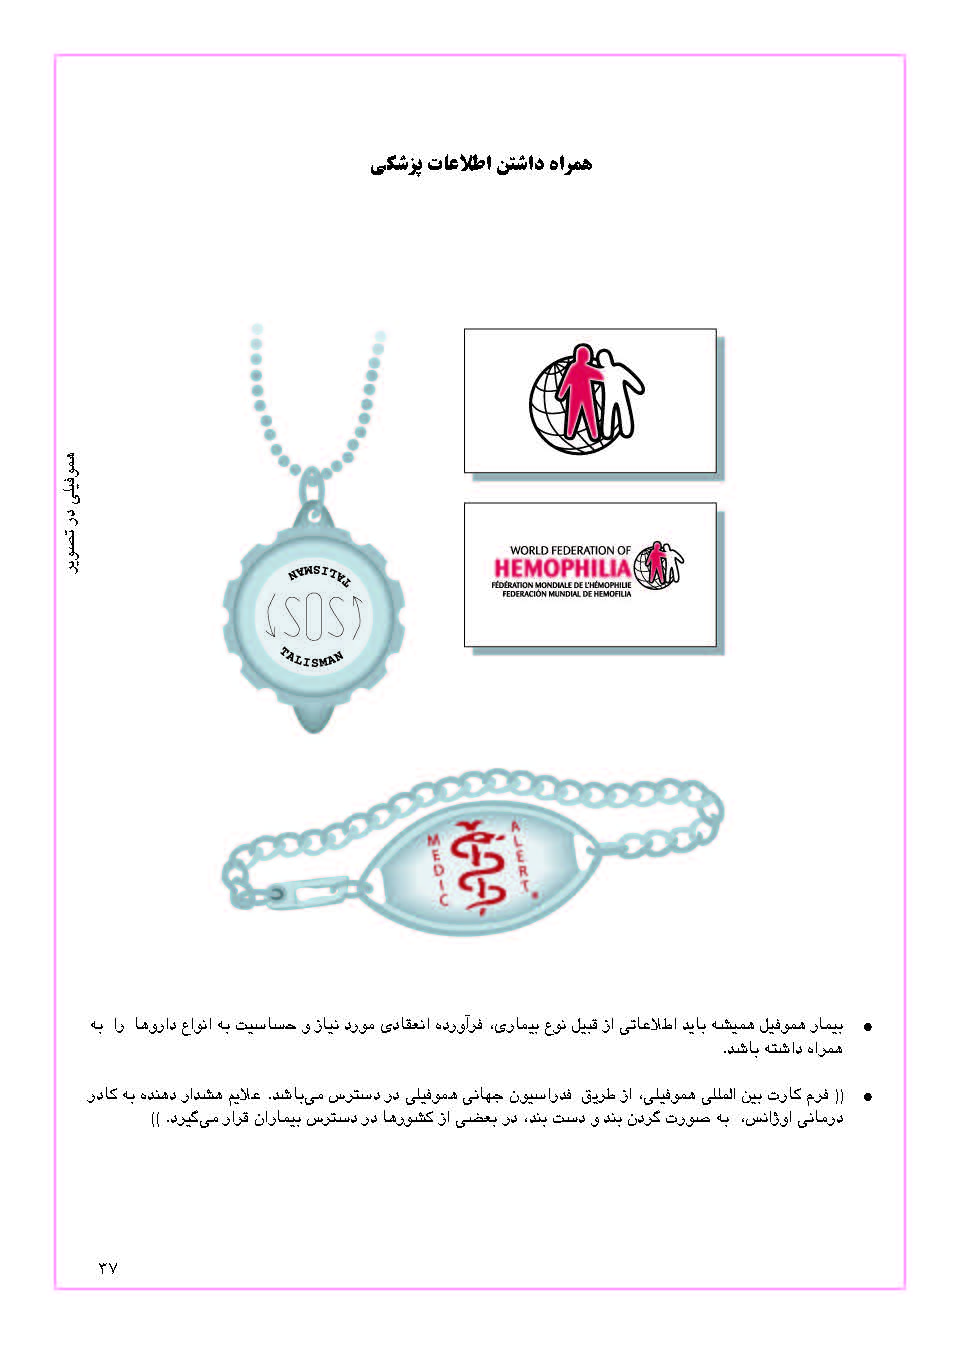 همراه داشتن اطلاعات پزشکی
هموفیلی در تصویر
TALISMAN
SOS
TALISMAN
WORLD FEDERATION OF
HEMOPHILIA
FÉDÉRATION MONDIALE DE L'HÉMOPHILIE
FEDERACIÓN MUNDIAL DE HEMOFILIA
MEDIC
ALERT
● بیمار هموفیل همیشه باید اطلاعاتی از قبیل نوع بیماری، فرآورده انعقادی مورد نیاز و حساسیت به انواع داروها را به
همراه داشته باشد.
● (( فرم کارت بین المللی هموفیلی، از طریق فدراسیون جهانی هموفیلی در دسترس می‌باشد. علایم هشدار دهنده به کادر
درمانی اوژانس، به صورت گردن بند و دست بند، در بعضی از کشورها در دسترس بیماران قرار می‌گیرد. ))
۳۷